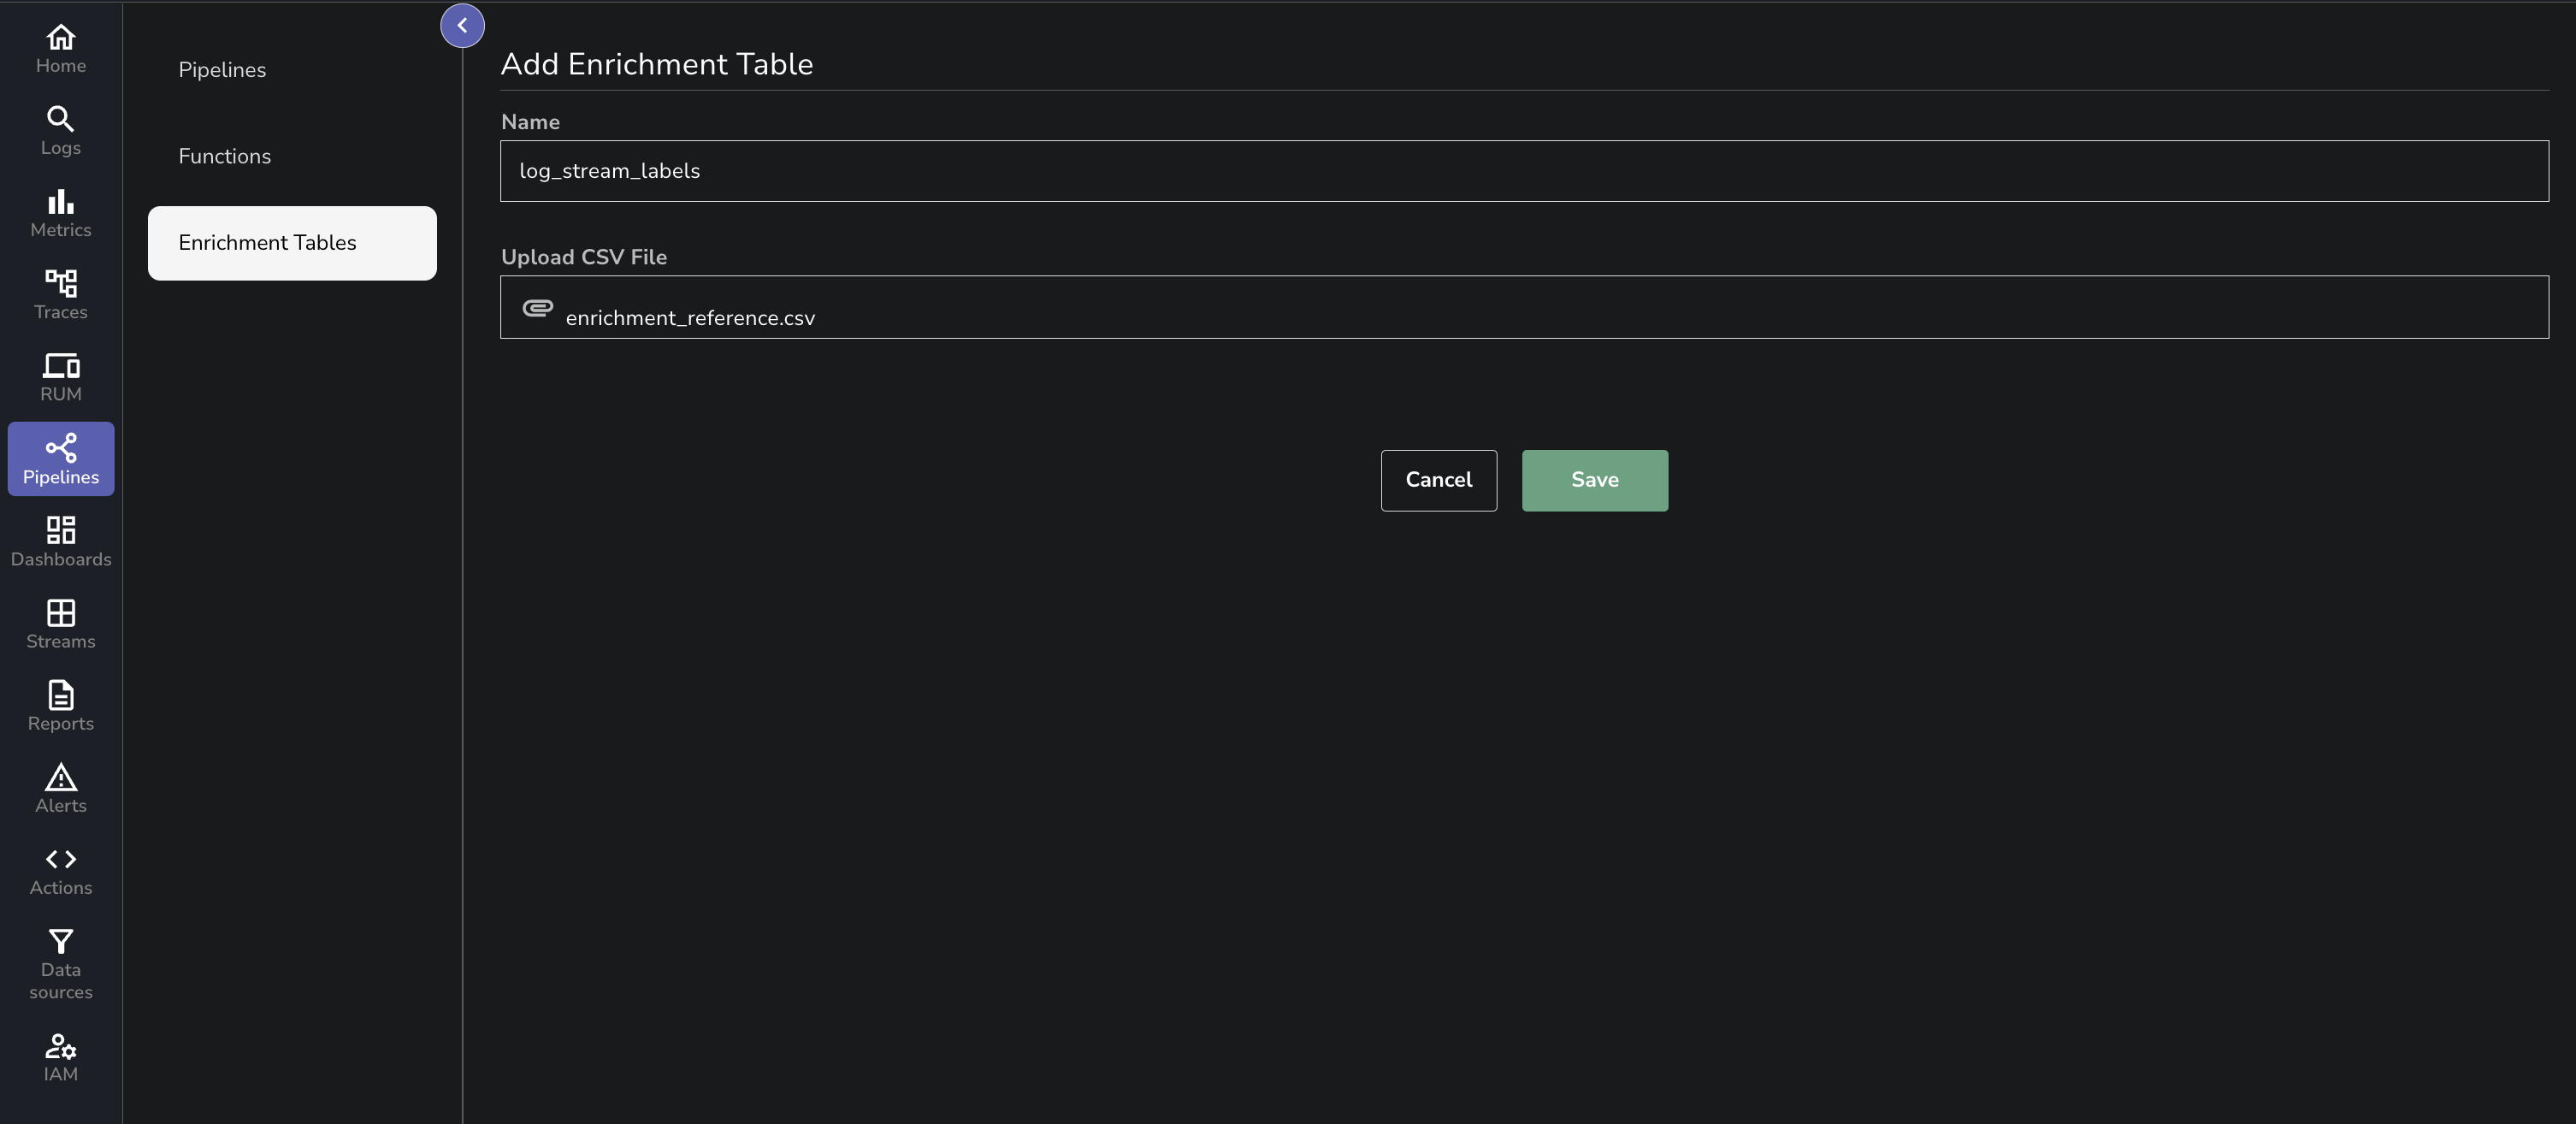 Home
Logs
Metrics
Traces
RUM
Pipelines
Dashboards
Streams
Reports
Alerts
Actions
Data
sources
IAM
Pipelines
Functions
Enrichment Tables
Add Enrichment Table
Name
log_stream_labels
Upload CSV File
enrichment_reference.csv
Cancel
Save